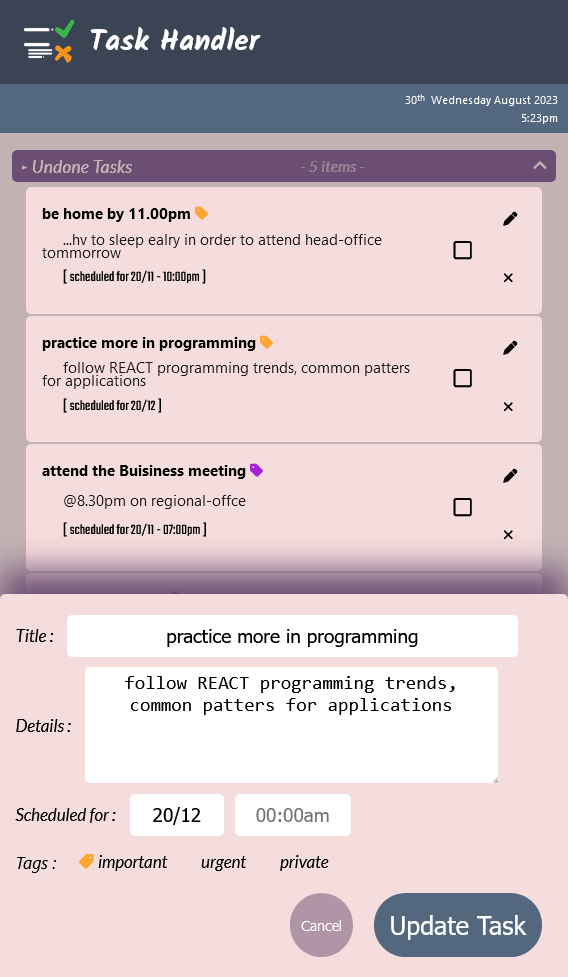 Task Handler
30th Wednesday August 2023
5:23pm
Undone Tasks - 5 items -
be home by 11.00pm
...hv to sleep ealry in order to attend head-office
tommorrow
[ scheduled for 20/11 - 10:00pm ]
practice more in programming
follow REACT programming trends, common patters
for applications
[ scheduled for 20/12 ]
attend the Buisiness meeting
@8.30pm on regional-offce
[ scheduled for 20/11 - 07:00pm ]
Title : practice more in programming
Details : follow REACT programming trends,
common patters for applications
Scheduled for : 20/12 00:00am
Tags : important urgent private
Cancel Update Task